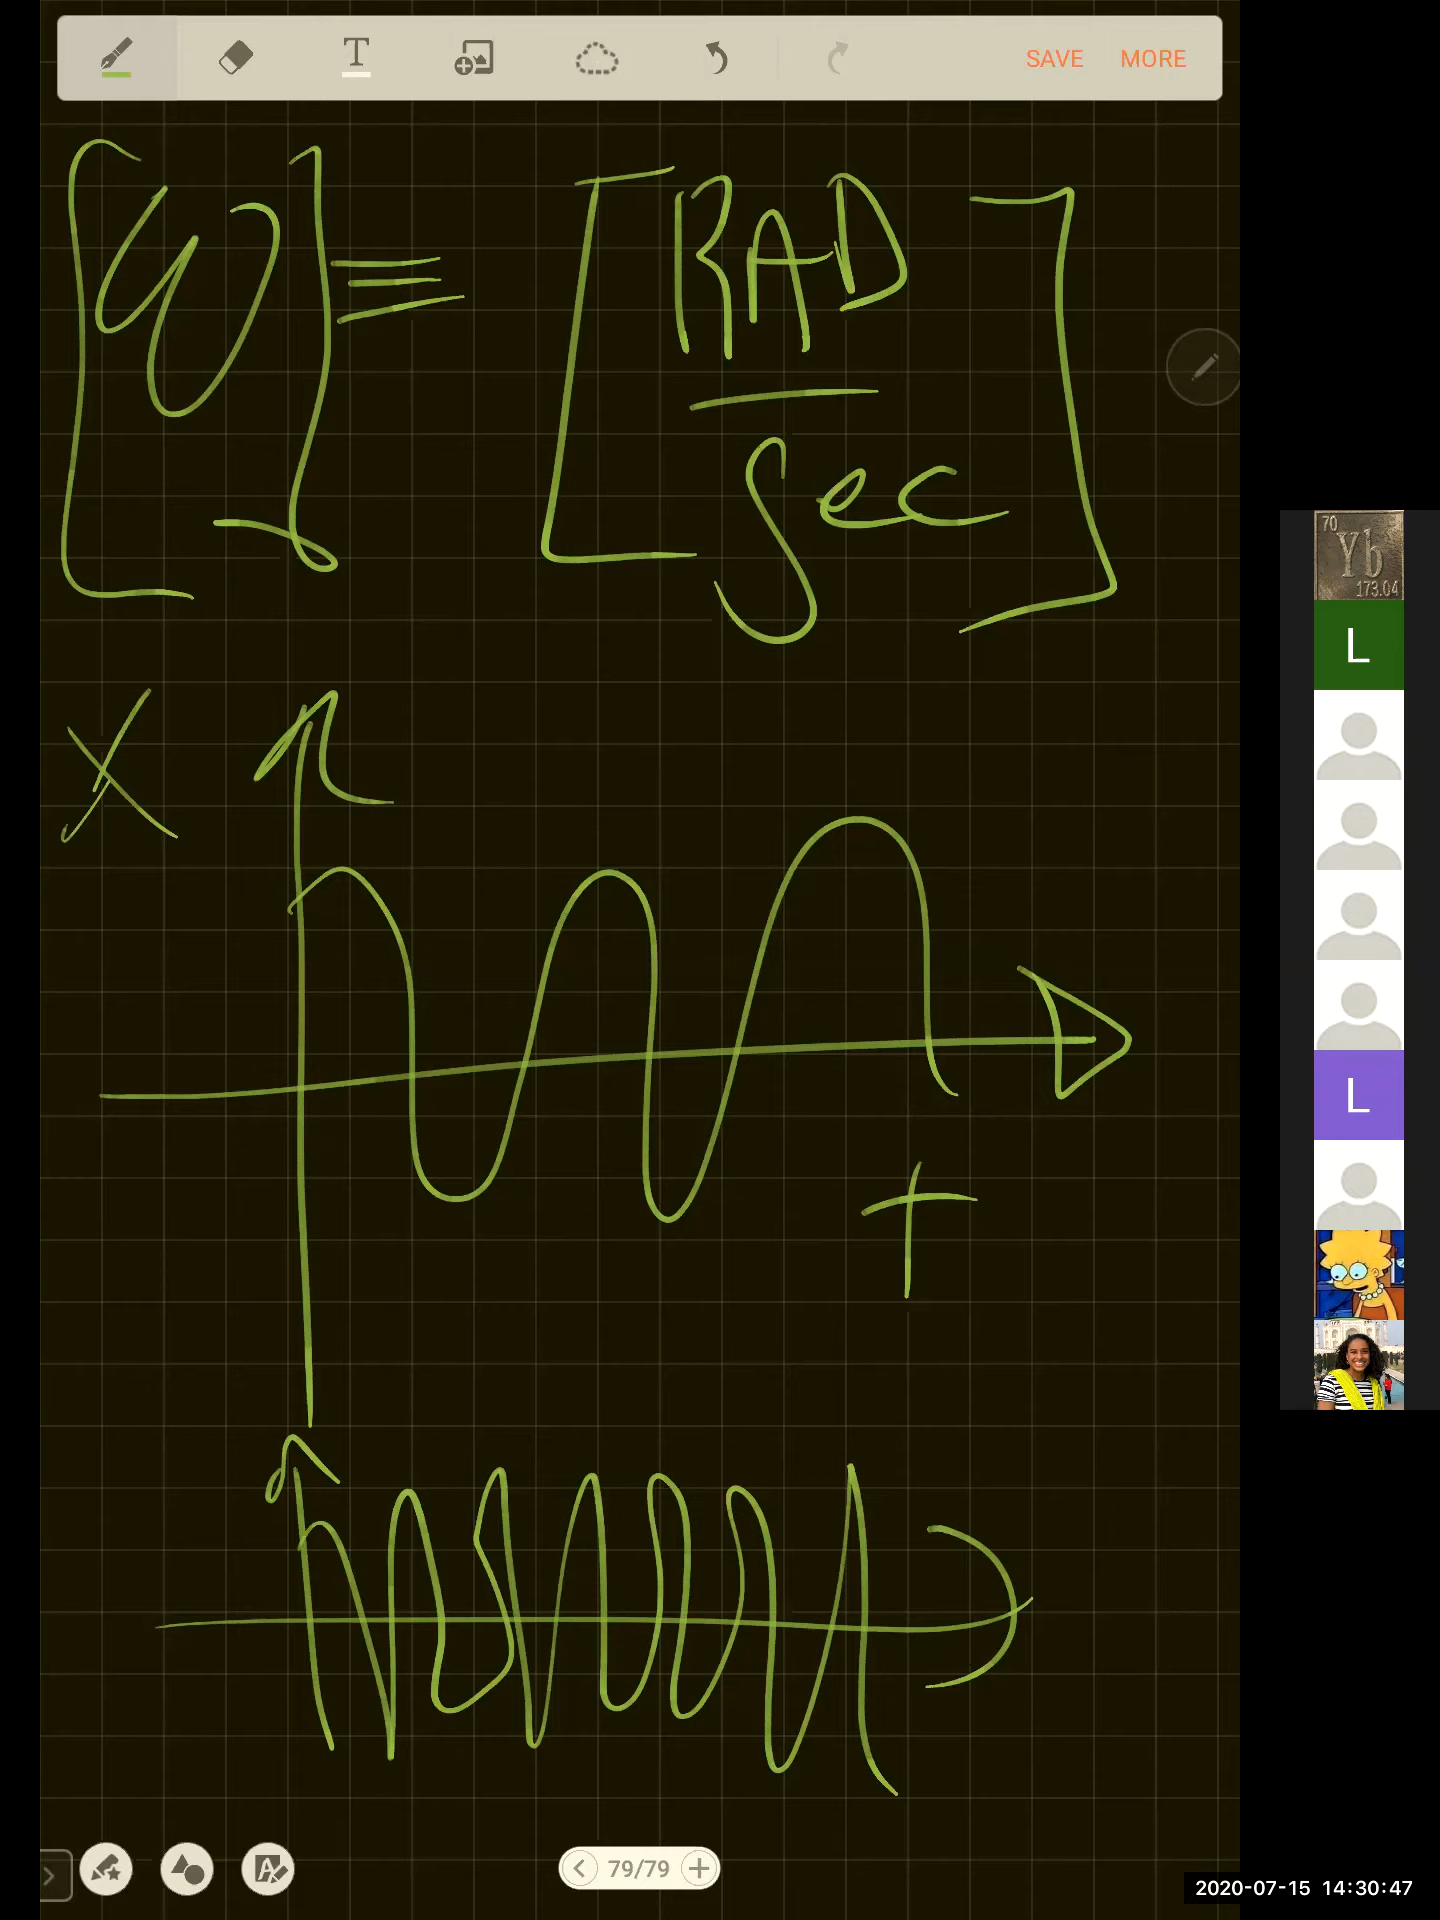 T SAVE MORE
[ω] ≡ [RAD
sec]
70
Yb
173.04
L
X
L
t
A
79/79
2020-07-15 14:30:47